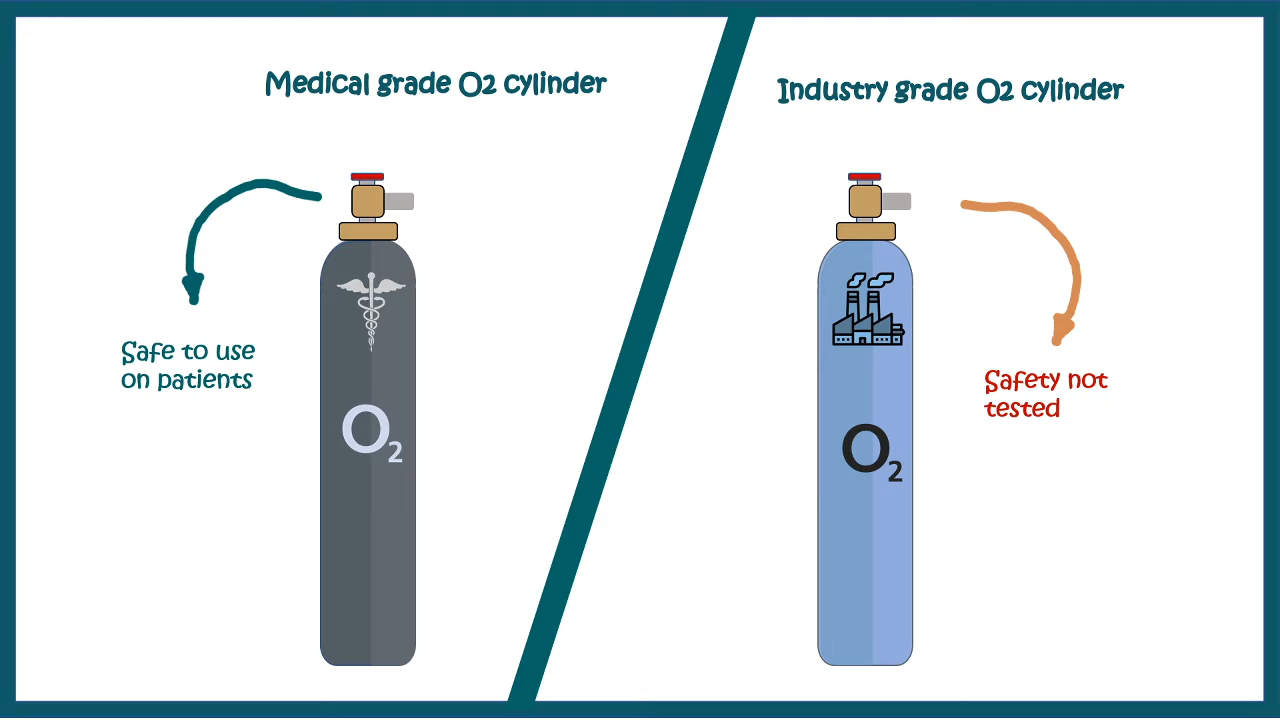 Medical grade O2 cylinder
Safe to use
on patients
O2
Industry grade O2 cylinder
O2
Safety not
tested